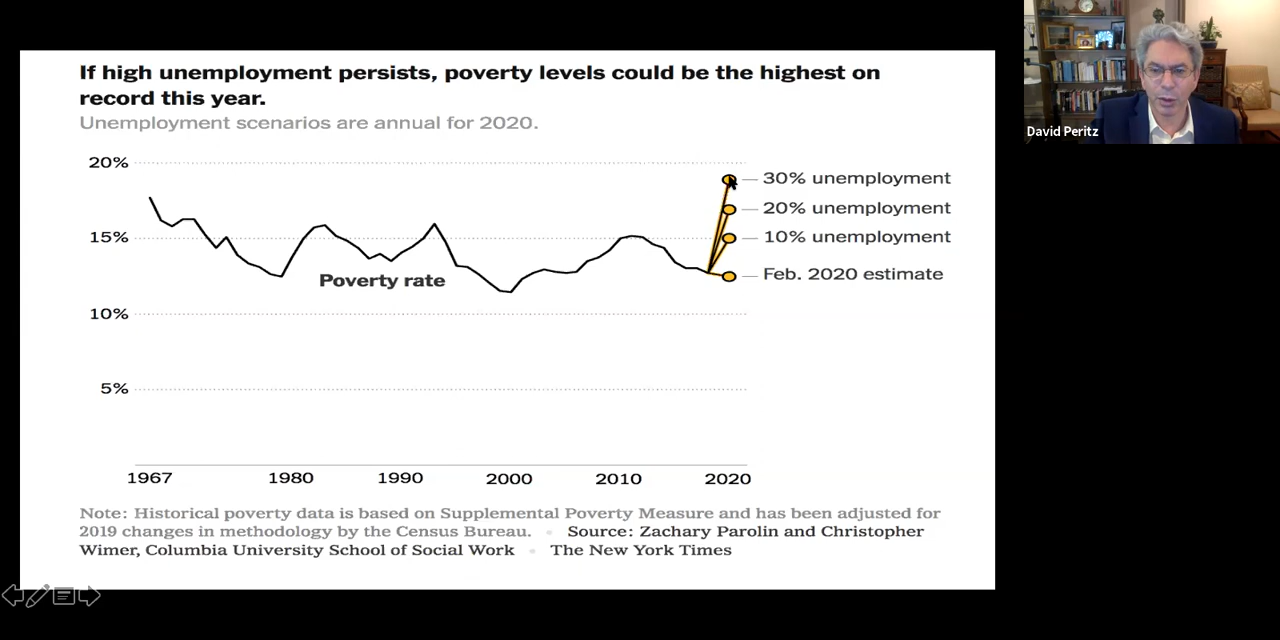 If high unemployment persists, poverty levels could be the highest on
record this year.
Unemployment scenarios are annual for 2020.
20%
15%
10%
5%
30% unemployment
20% unemployment
10% unemployment
Feb. 2020 estimate
Poverty rate
1967 1980 1990 2000 2010 2020
Note: Historical poverty data is based on Supplemental Poverty Measure and has been adjusted for
2019 changes in methodology by the Census Bureau. • Source: Zachary Parolin and Christopher
Wimer, Columbia University School of Social Work • The New York Times
David Peritz